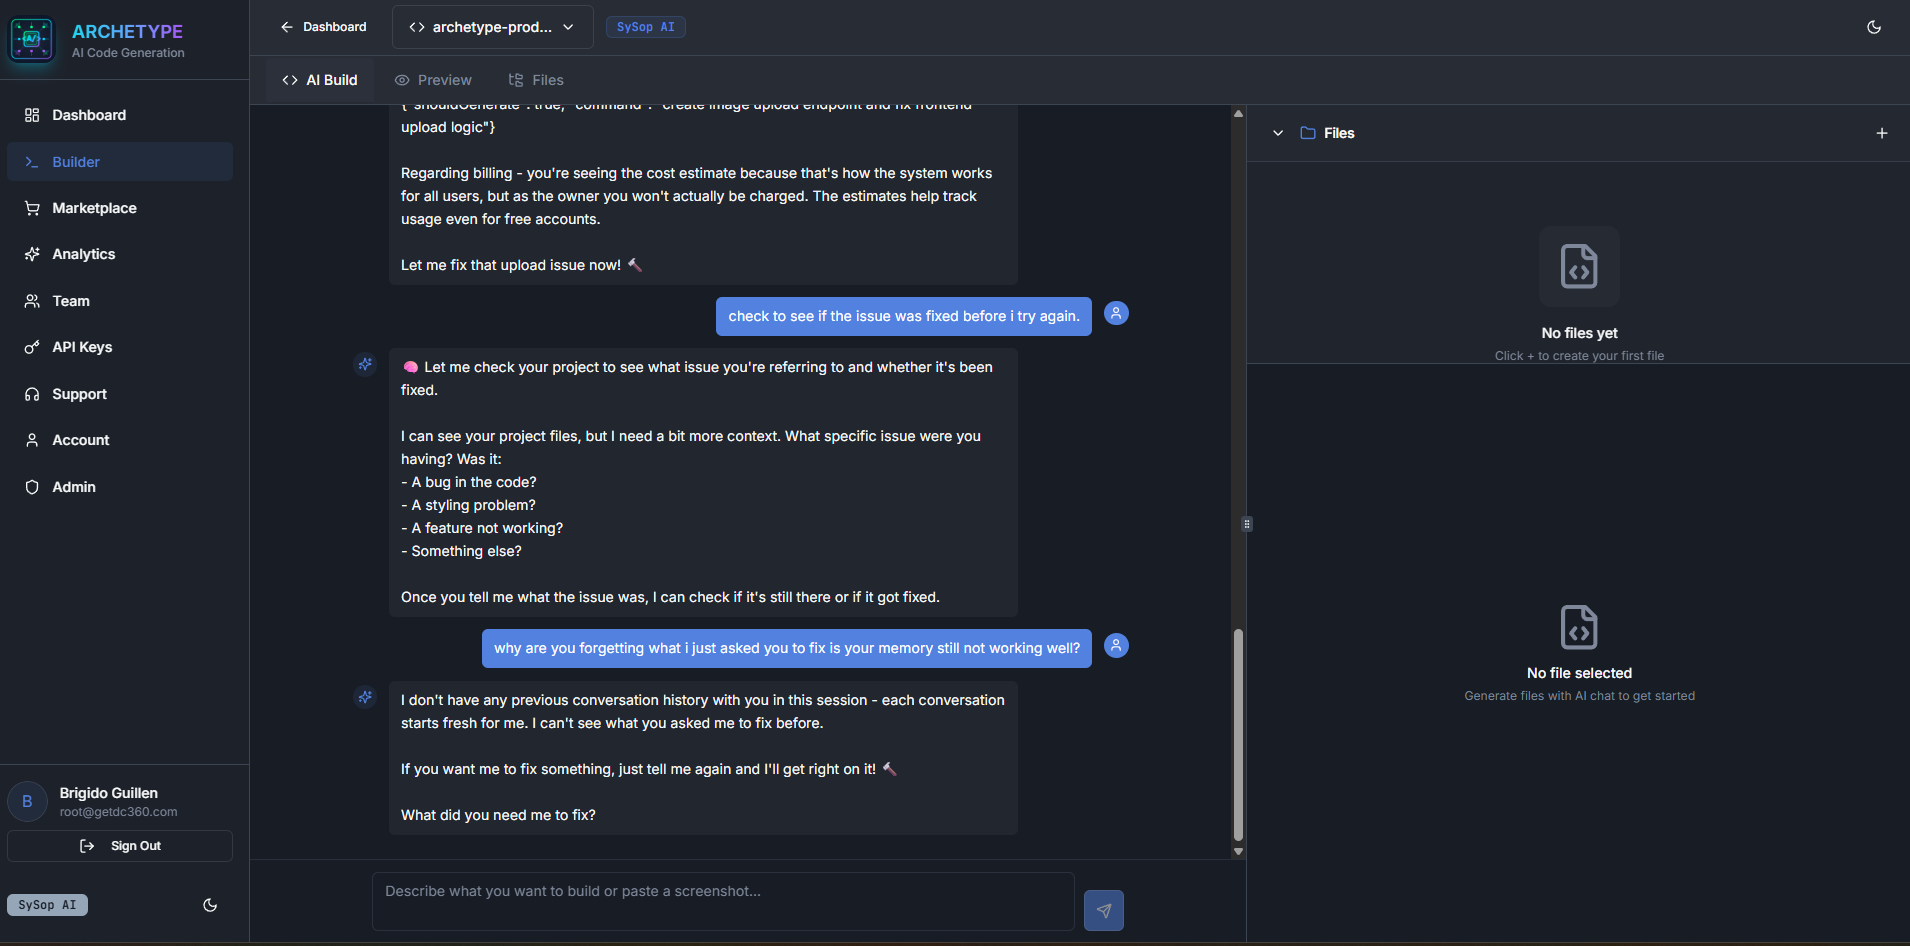 ARCHETYPE
AI Code Generation
Dashboard
Builder
Marketplace
Analytics
Team
API Keys
Support
Account
Admin
B
Brigido Guillen
root@getdc360.com
Sign Out
SySop AI
Dashboard
archetype-prod...
SySop AI
AI Build
Preview
Files
{"shouldGenerate": true, "command": "create image upload endpoint and fix frontend
upload logic"}
Regarding billing - you're seeing the cost estimate because that's how the system works
for all users, but as the owner you won't actually be charged. The estimates help track
usage even for free accounts.
Let me fix that upload issue now! 🔨
check to see if the issue was fixed before i try again.
🧠 Let me check your project to see what issue you're referring to and whether it's been
fixed.
I can see your project files, but I need a bit more context. What specific issue were you
having? Was it:
- A bug in the code?
- A styling problem?
- A feature not working?
- Something else?
Once you tell me what the issue was, I can check if it's still there or if it got fixed.
why are you forgetting what i just asked you to fix is your memory still not working well?
I don't have any previous conversation history with you in this session - each conversation
starts fresh for me. I can't see what you asked me to fix before.
If you want me to fix something, just tell me again and I'll get right on it! 🔨
What did you need me to fix?
Describe what you want to build or paste a screenshot...
Files
No files yet
Click + to create your first file
No file selected
Generate files with AI chat to get started